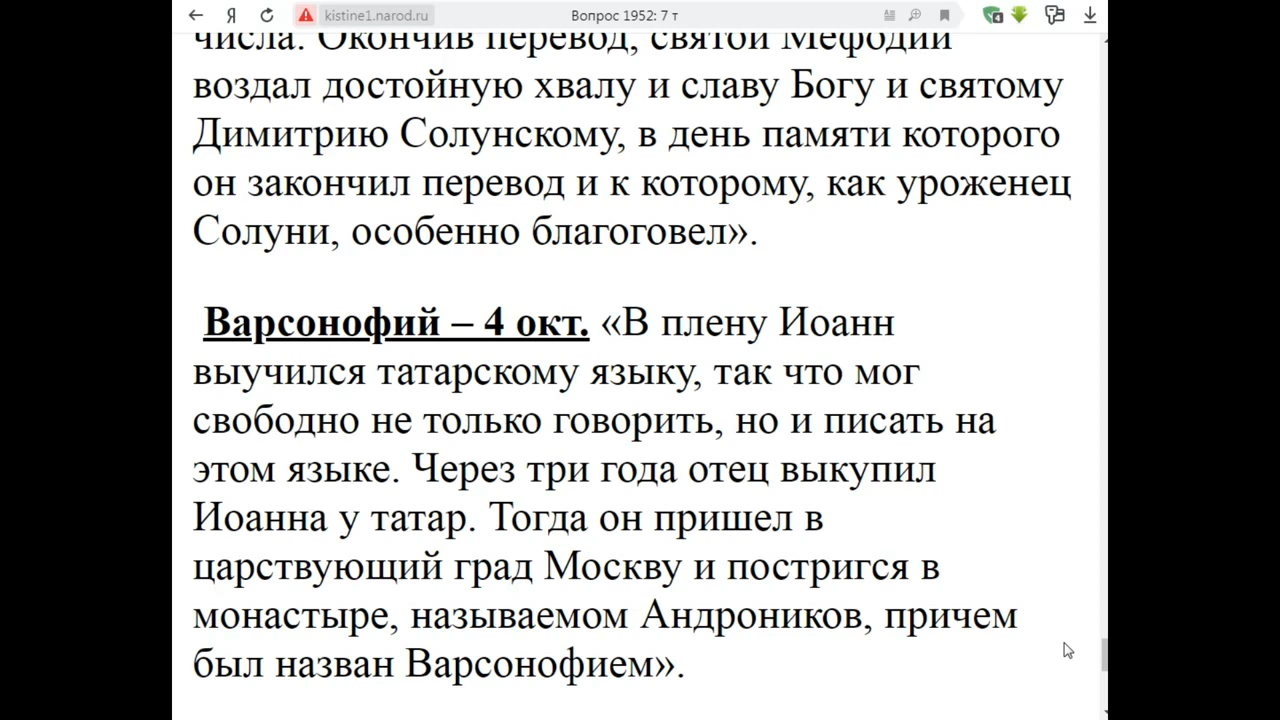 Я kistine1.narod.ru Вопрос 1952: 7 т 4
числа. Окончив перевод, святой Мефодий
воздал достойную хвалу и славу Богу и святому
Димитрию Солунскому, в день памяти которого
он закончил перевод и к которому, как уроженец
Солуни, особенно благоговел».
Варсонофий – 4 окт. «В плену Иоанн
выучился татарскому языку, так что мог
свободно не только говорить, но и писать на
этом языке. Через три года отец выкупил
Иоанна у татар. Тогда он пришел в
царствующий град Москву и постригся в
монастыре, называемом Андроников, причем
был назван Варсонофием».